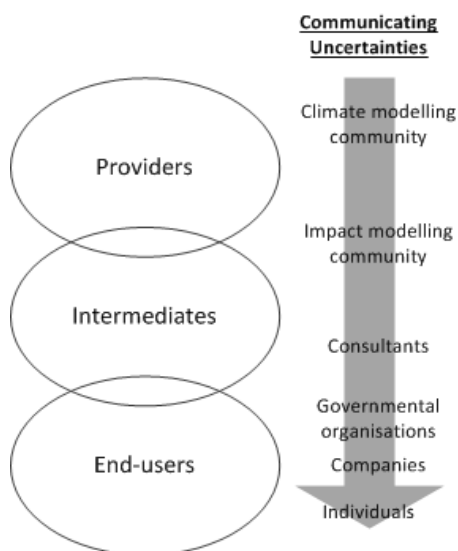 Communicating
Uncertainties
Climate modelling
community
Providers
Impact modelling
community
Intermediates
Consultants
Governmental
organisations
End-users
Companies
Individuals